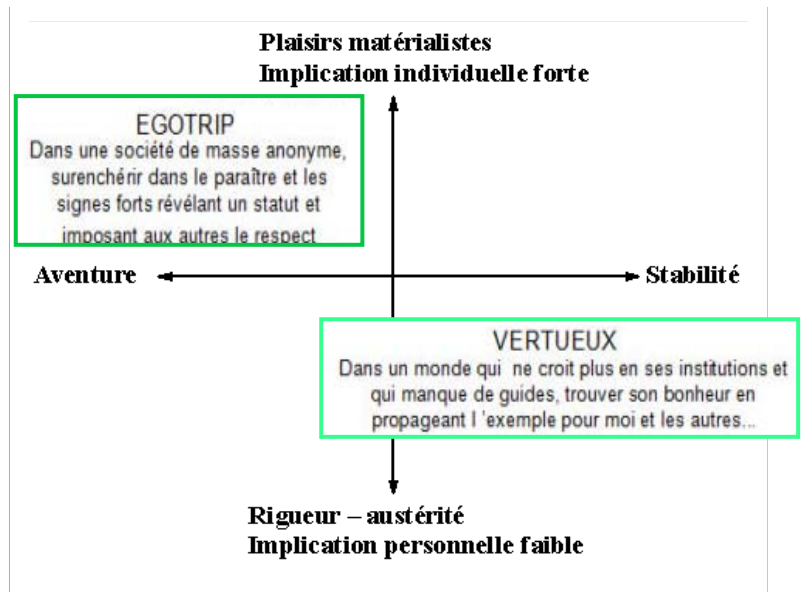 Plaisirs matérialistes
Implication individuelle forte
EGOTRIP
Dans une société de masse anonyme,
surenchérir dans le paraître et les
signes forts révélant un statut et
imposant aux autres le respect
Aventure
Stabilité
VERTUEUX
Dans un monde qui ne croit plus en ses institutions et
qui manque de guides, trouver son bonheur en
propageant l 'exemple pour moi et les autres...
Rigueur – austérité
Implication personnelle faible